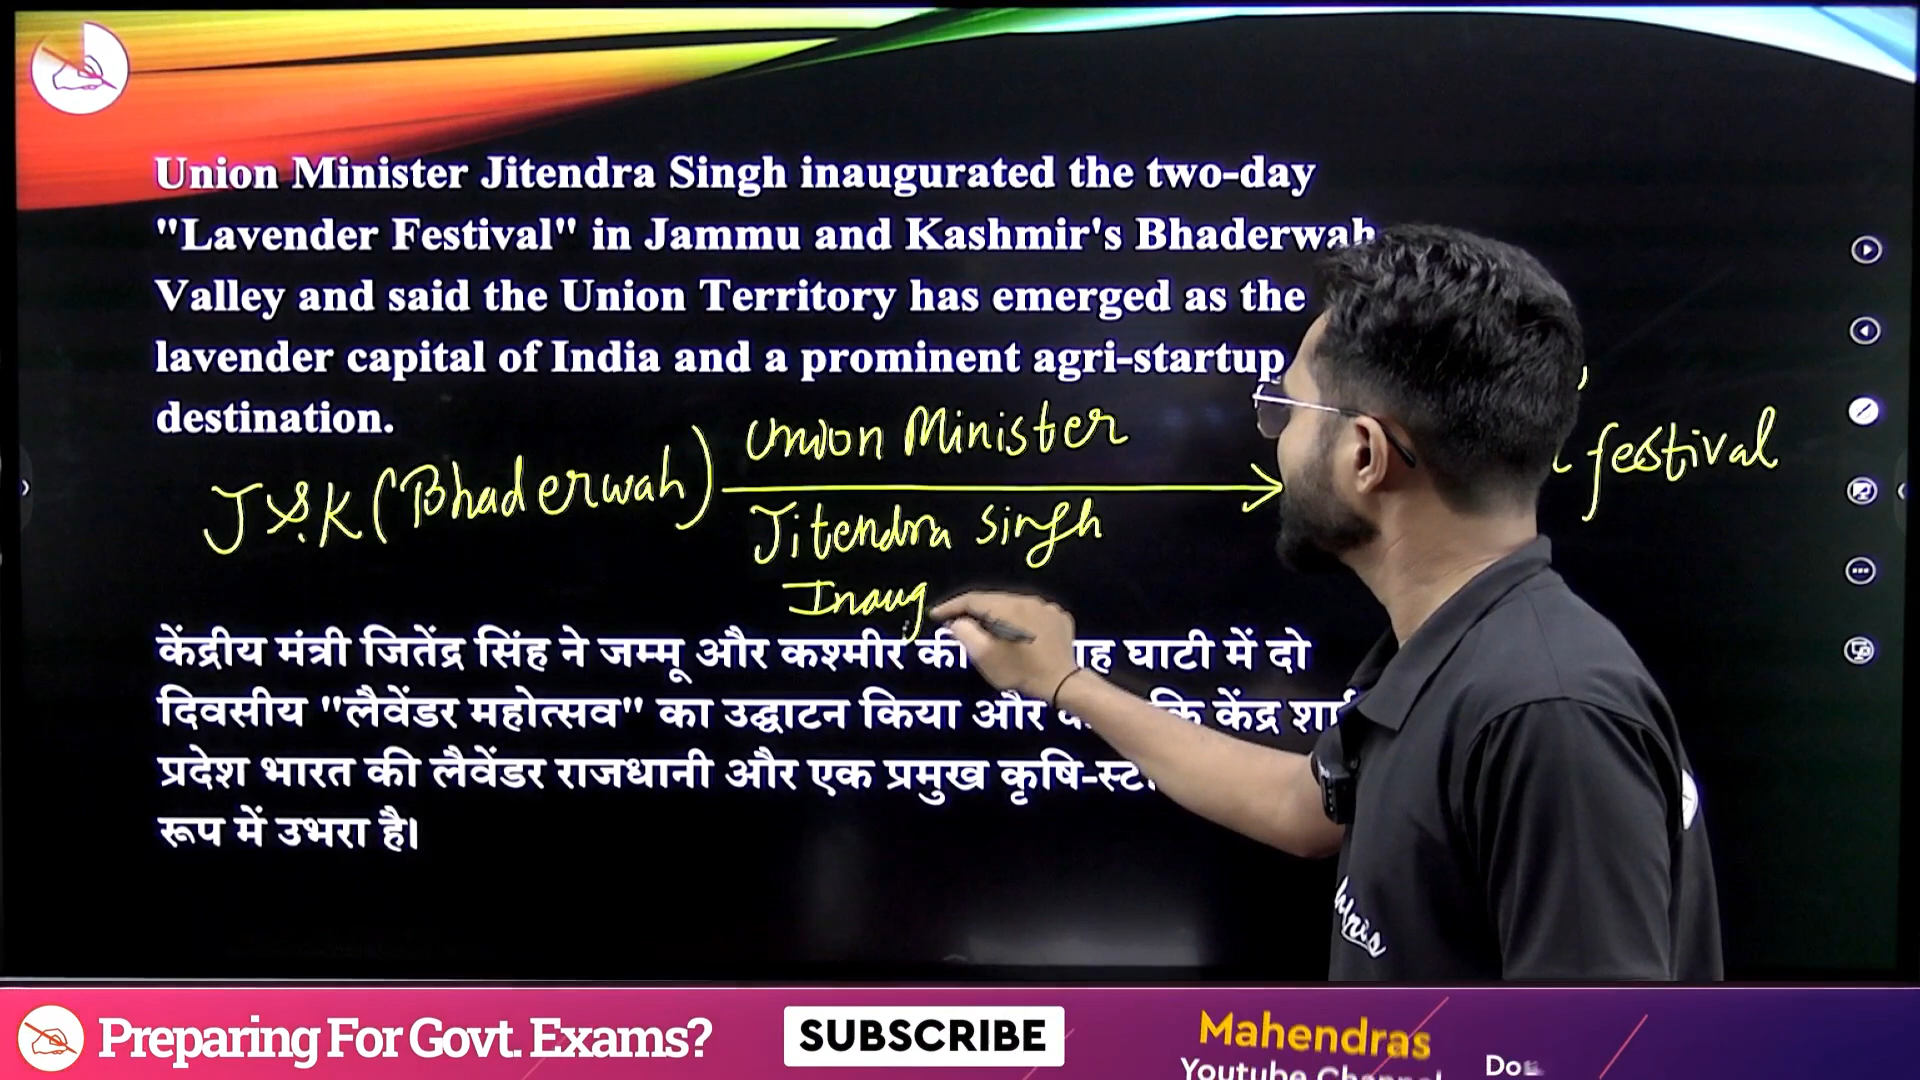 Union Minister Jitendra Singh inaugurated the two-day
"Lavender Festival" in Jammu and Kashmir's Bhaderwah
Valley and said the Union Territory has emerged as the
lavender capital of India and a prominent agri-startup
destination.
Union Minister
J & K (Bhaderwah)
festival
Jitendra Singh
Inaug
केंद्रीय मंत्री जितेंद्र सिंह ने जम्मू और कश्मीर की घाटी में दो
दिवसीय "लैवेंडर महोत्सव" का उद्घाटन किया और कि केंद्र
प्रदेश भारत की लैवेंडर राजधानी और एक प्रमुख
रूप में उभरा है।
Preparing For Govt. Exams?
SUBSCRIBE
Mahendras
Youtube Channel